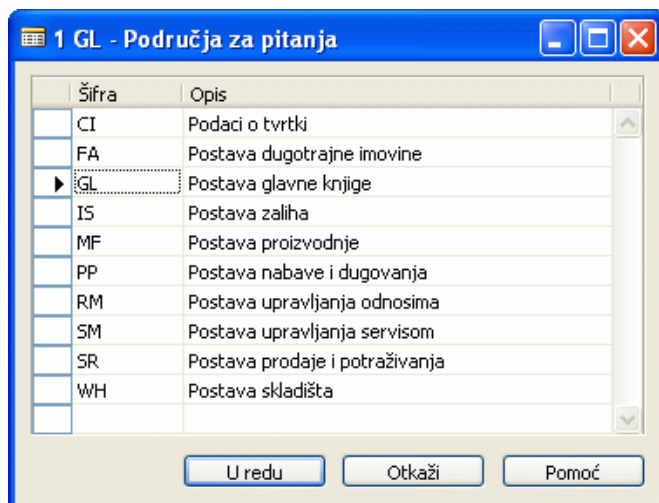 1 GL - Područja za pitanja
Šifra Opis
CI Podaci o tvrtki
FA Postava dugotrajne imovine
GL Postava glavne knjige
IS Postava zaliha
MF Postava proizvodnje
PP Postava nabave i dugovanja
RM Postava upravljanja odnosima
SM Postava upravljanja servisom
SR Postava prodaje i potraživanja
WH Postava skladišta
U redu Otkaži Pomoć